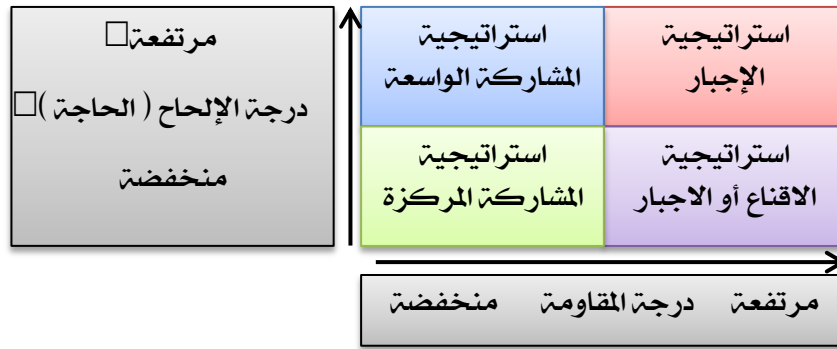 استراتيجية
الإجبار
استراتيجية
المشاركة الواسعة
مرتفعة
درجة الإلحاح ( الحاجة )
منخفضة
استراتيجية
الاقناع أو الاجبار
استراتيجية
المشاركة المركزة
مرتفعة درجة المقاومة منخفضة